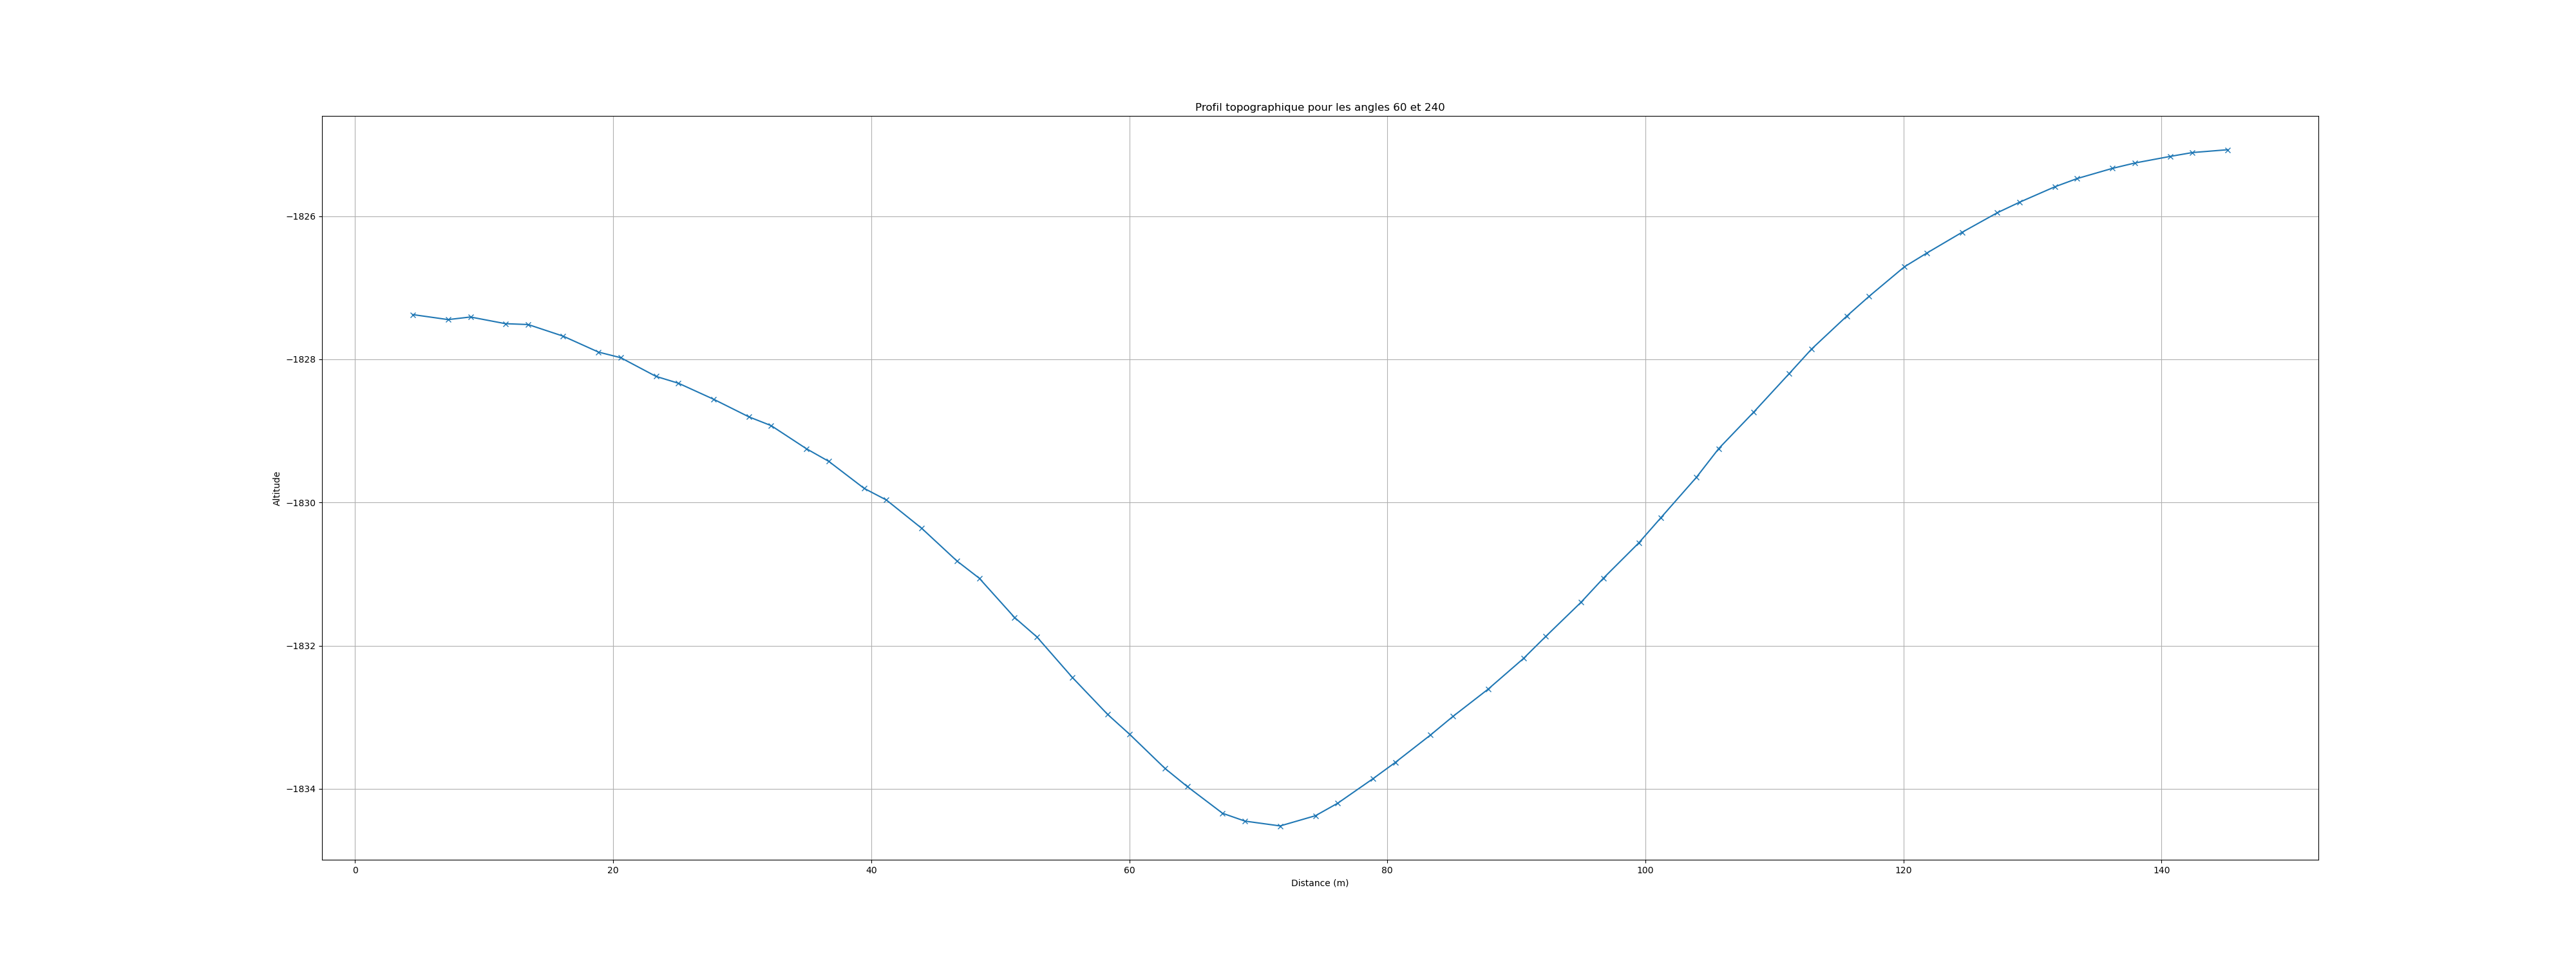 Profil topographique pour les angles 60 et 240
Altitude
−1826
−1828
−1830
−1832
−1834
0 20 40 60 80 100 120 140
Distance (m)